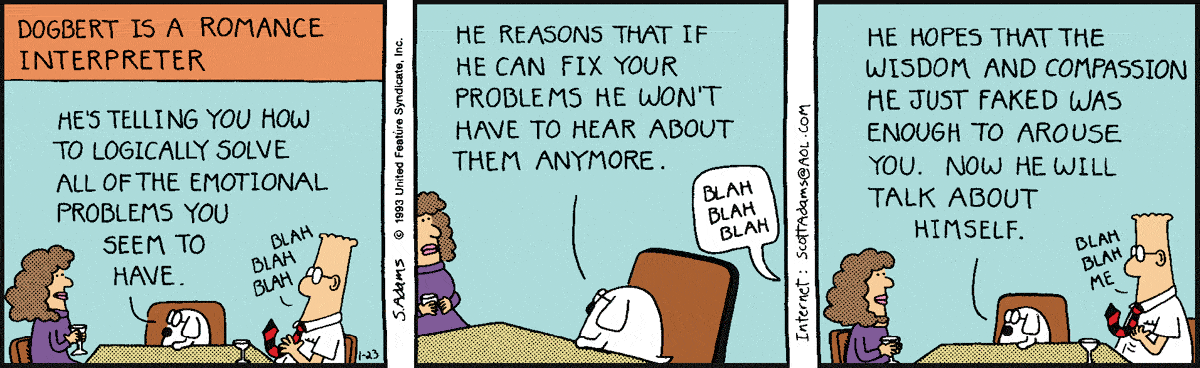 DOGBERT IS A ROMANCE
INTERPRETER
HE'S TELLING YOU HOW
TO LOGICALLY SOLVE
ALL OF THE EMOTIONAL
PROBLEMS YOU
SEEM TO
HAVE.
BLAH
BLAH
BLAH
1-23
S. Adams © 1993 United Feature Syndicate, Inc.
HE REASONS THAT IF
HE CAN FIX YOUR
PROBLEMS HE WON'T
HAVE TO HEAR ABOUT
THEM ANYMORE.
BLAH
BLAH
BLAH
Internet: SCOTTADAMS@AOL.COM
HE HOPES THAT THE
WISDOM AND COMPASSION
HE JUST FAKED WAS
ENOUGH TO AROUSE
YOU. NOW HE WILL
TALK ABOUT
HIMSELF.
BLAH
BLAH
ME